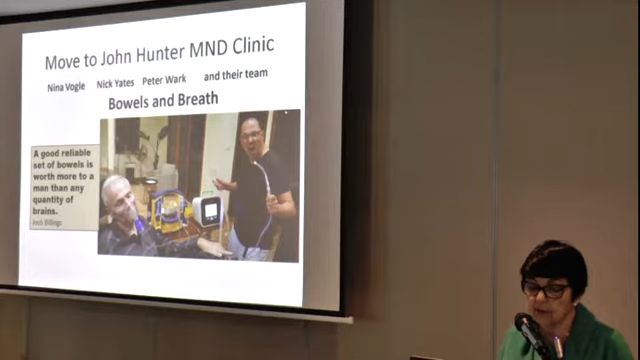 Move to John Hunter MND Clinic
Nina Vogle Nick Yates Peter Wark and their team
Bowels and Breath
A good reliable
set of bowels is
worth more to a
man than any
quantity of
brains.
Josh Billings